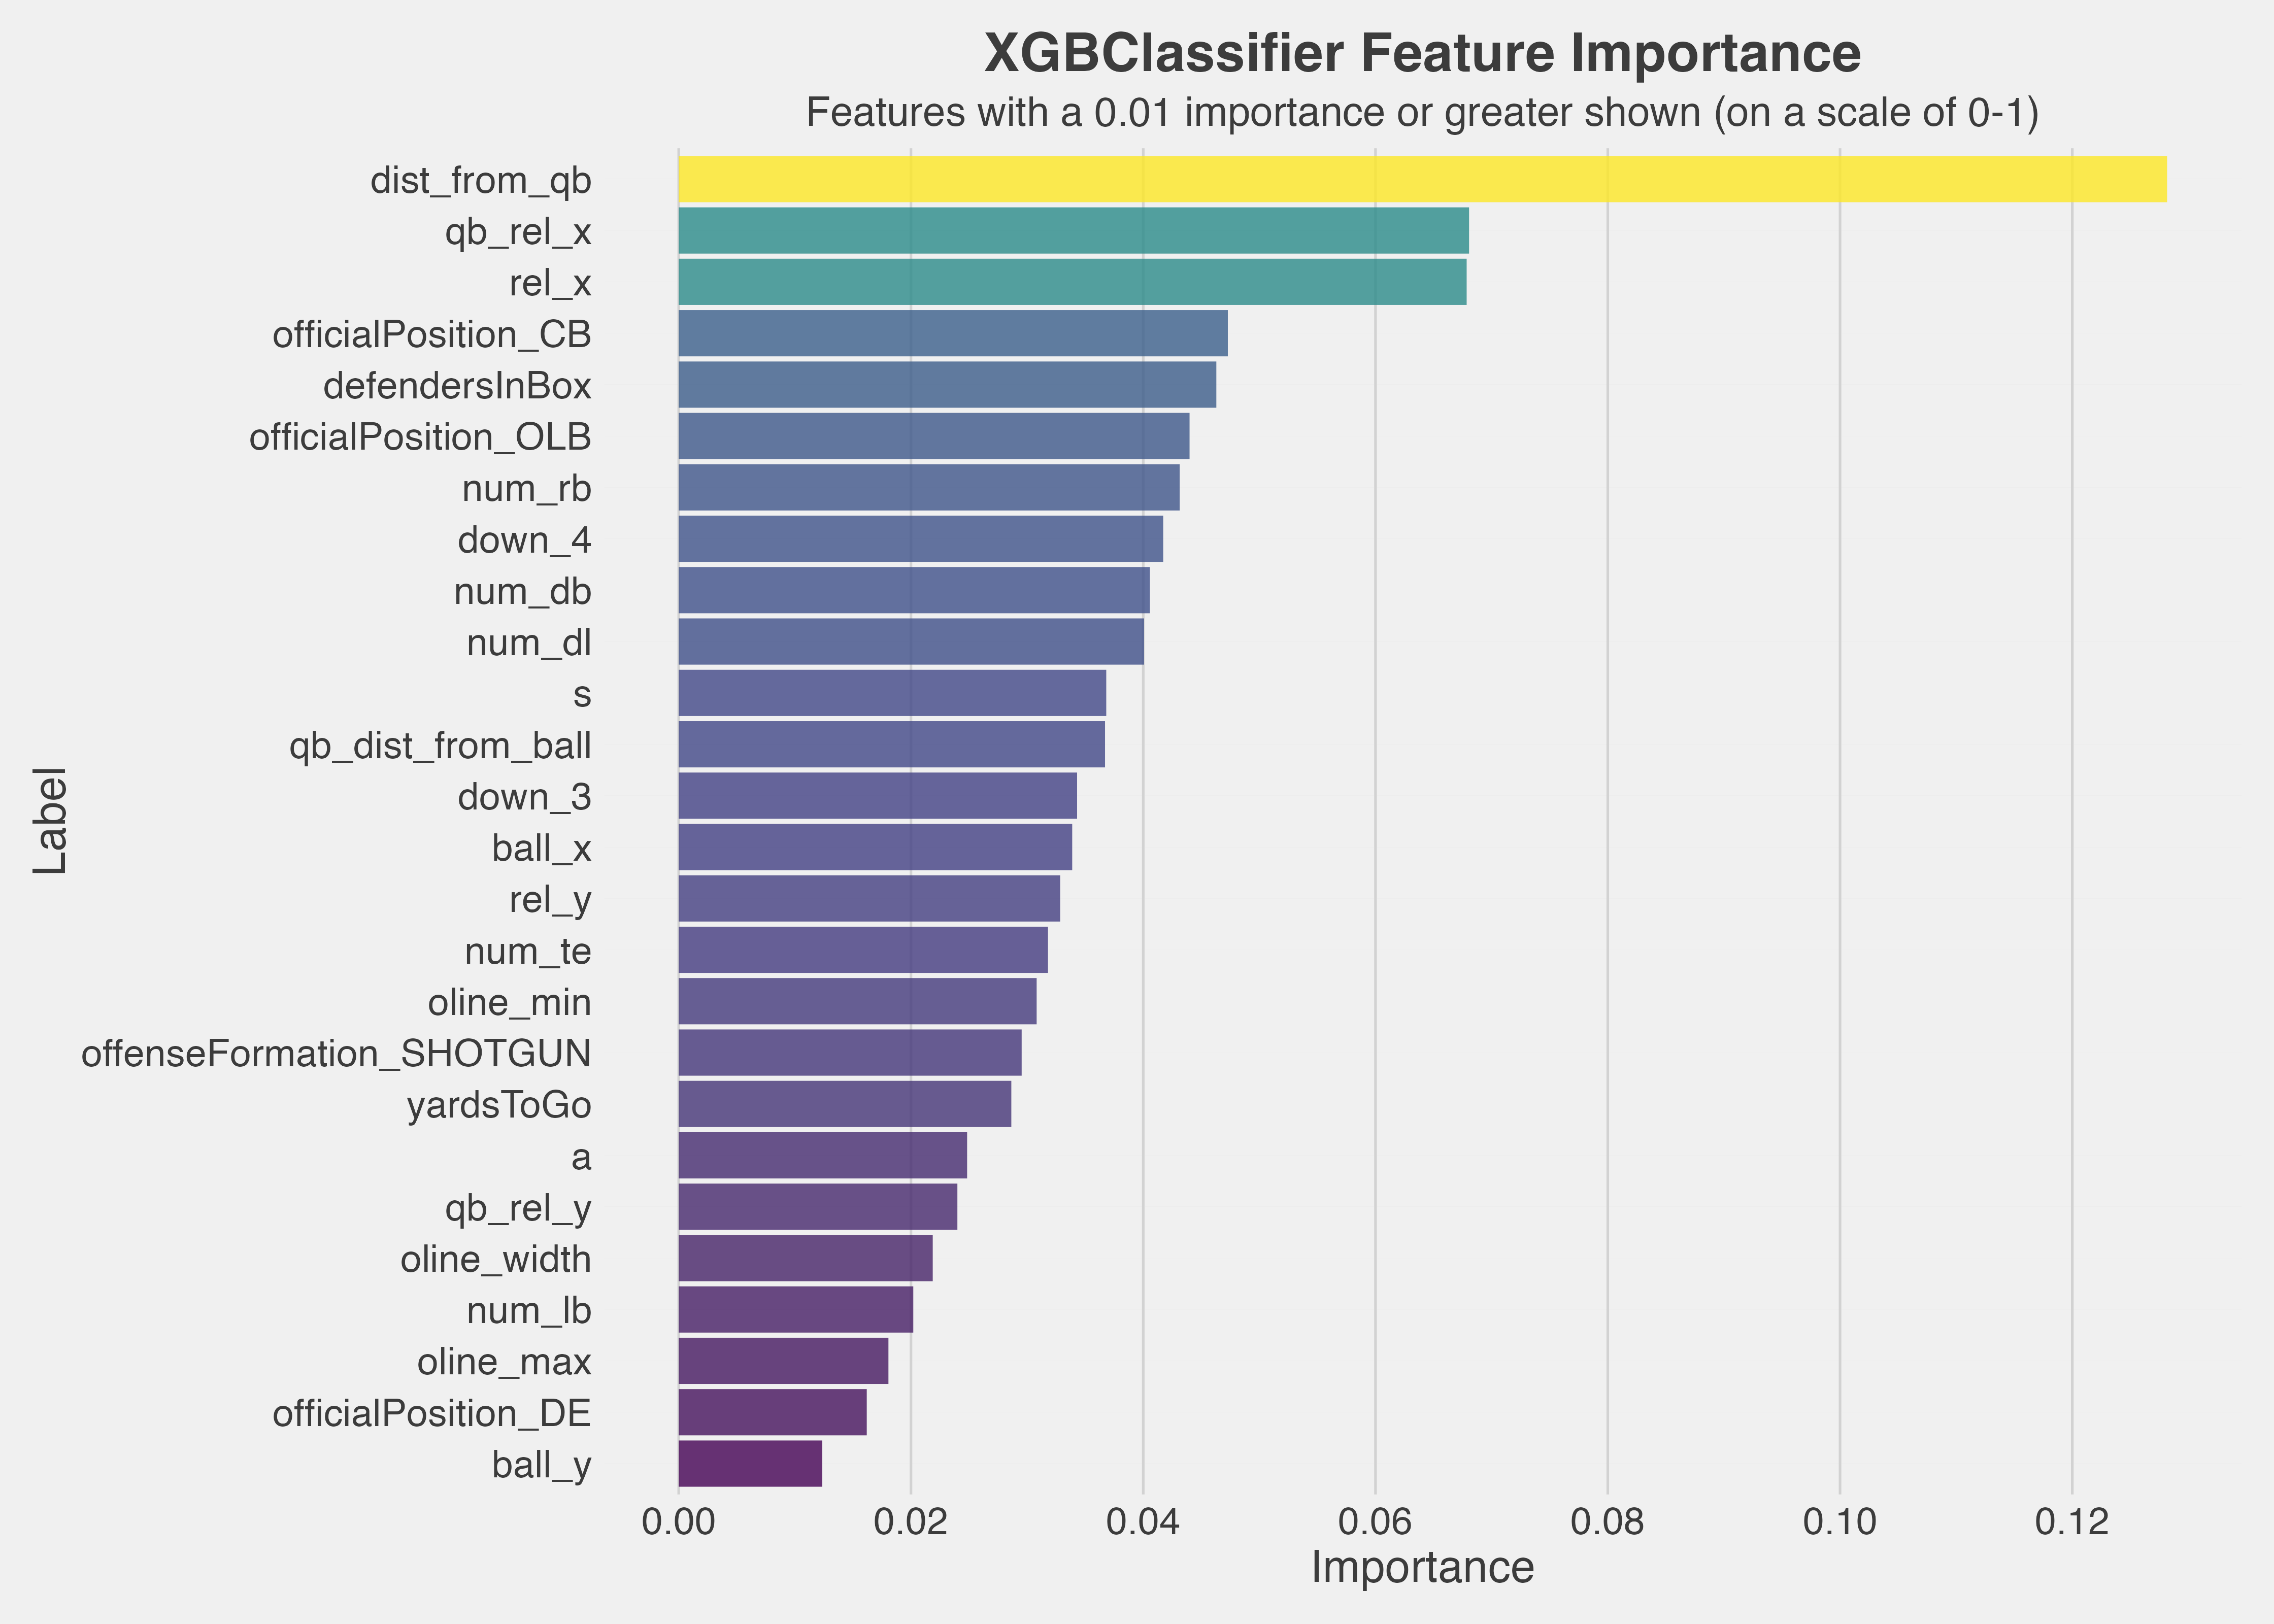 XGBClassifier Feature Importance
Features with a 0.01 importance or greater shown (on a scale of 0-1)
dist_from_qb
qb_rel_x
rel_x
officialPosition_CB
defendersInBox
officialPosition_OLB
num_rb
down_4
num_db
num_dl
s
qb_dist_from_ball
down_3
ball_x
rel_y
num_te
oline_min
offenseFormation_SHOTGUN
yardsToGo
a
qb_rel_y
oline_width
num_lb
oline_max
officialPosition_DE
ball_y
Label
0.00 0.02 0.04 0.06 0.08 0.10 0.12
Importance